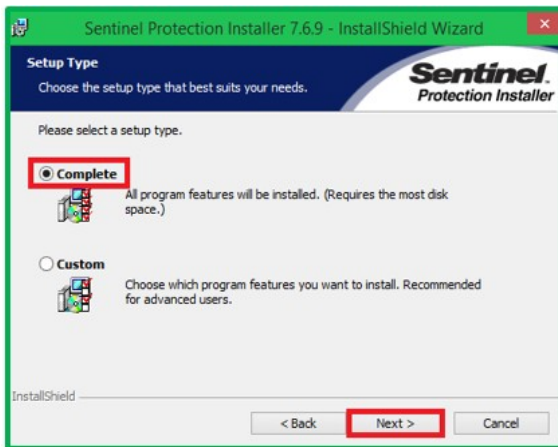 Sentinel Protection Installer 7.6.9 - InstallShield Wizard
Setup Type
Choose the setup type that best suits your needs.
Sentinel.
Protection Installer
Please select a setup type.
Complete
All program features will be installed. (Requires the most disk
space.)
Custom
Choose which program features you want to install. Recommended
for advanced users.
InstallShield
< Back Next > Cancel